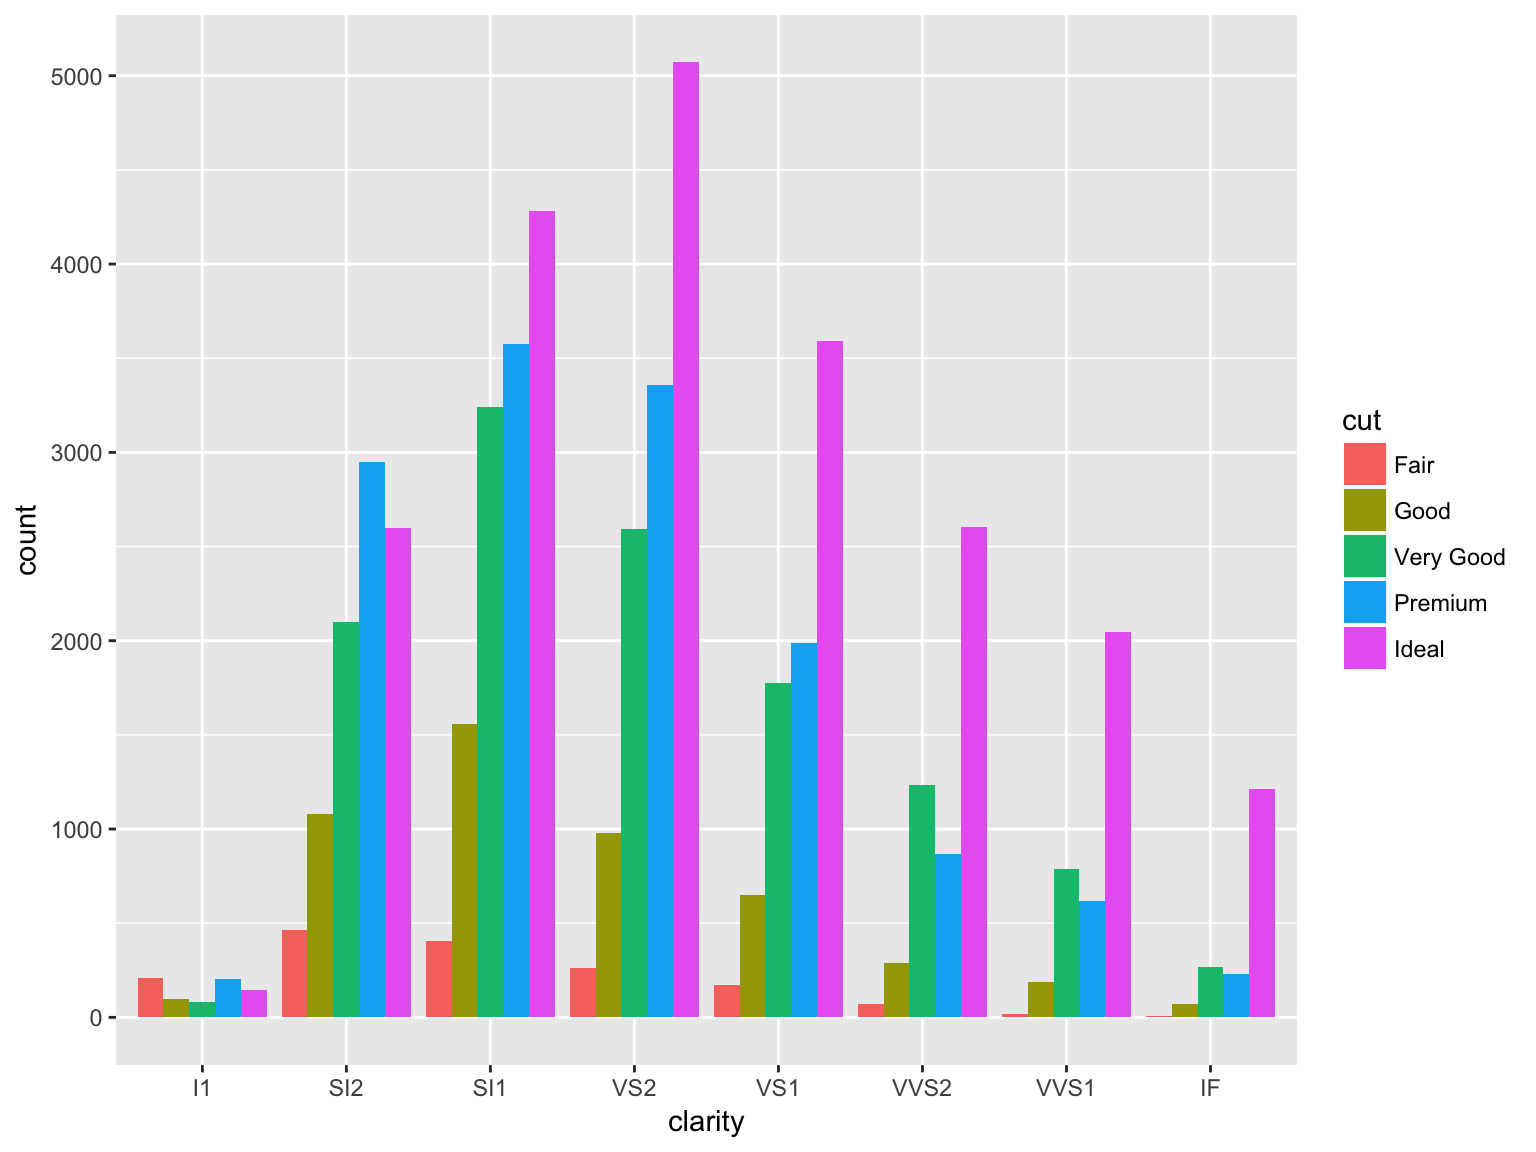 5000
4000
3000
2000
1000
0
count
I1 SI2 SI1 VS2 VS1 VVS2 VVS1 IF
clarity
cut
Fair
Good
Very Good
Premium
Ideal